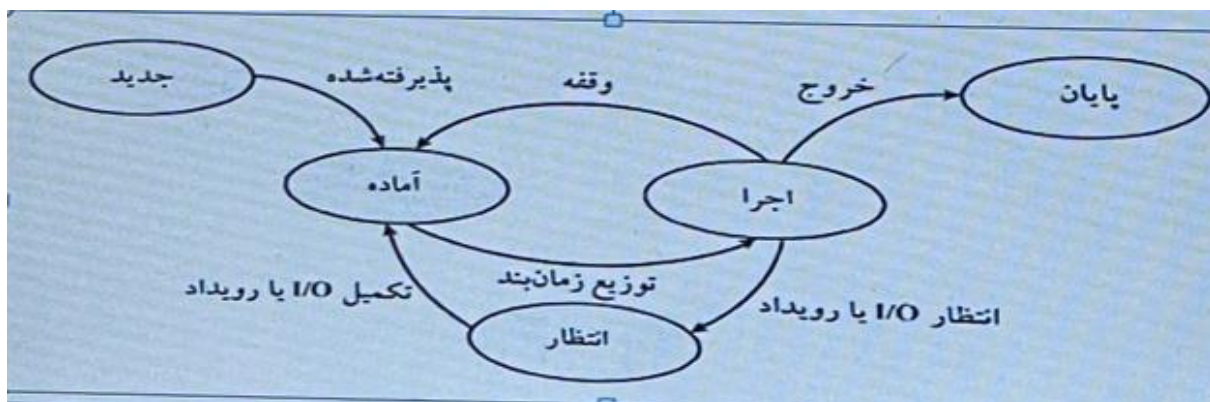 جدید
پذیرفته‌شده
وقفه
خروج
پایان
آماده
اجرا
توزیع زمان‌بند
تکمیل I/O یا رویداد
انتظار I/O یا رویداد
انتظار